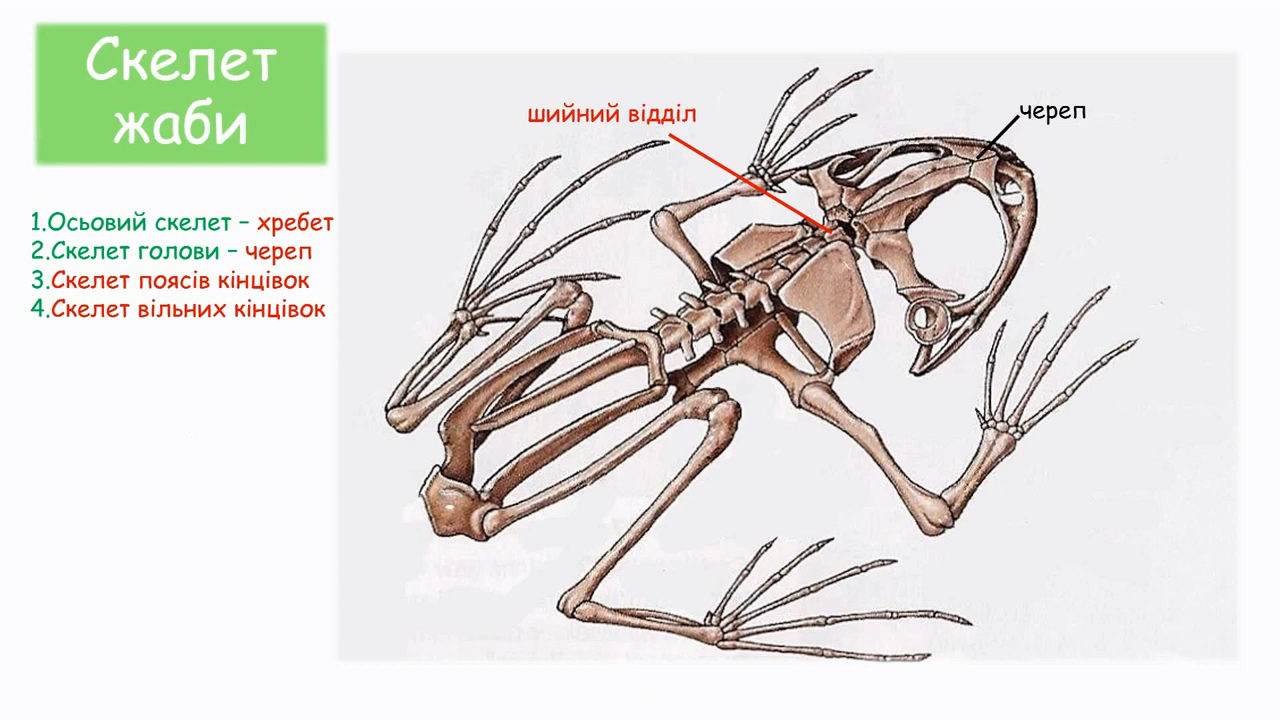 Скелет
жаби
шийний відділ
череп
1.Осьовий скелет – хребет
2.Скелет голови – череп
3.Скелет поясів кінцівок
4.Скелет вільних кінцівок